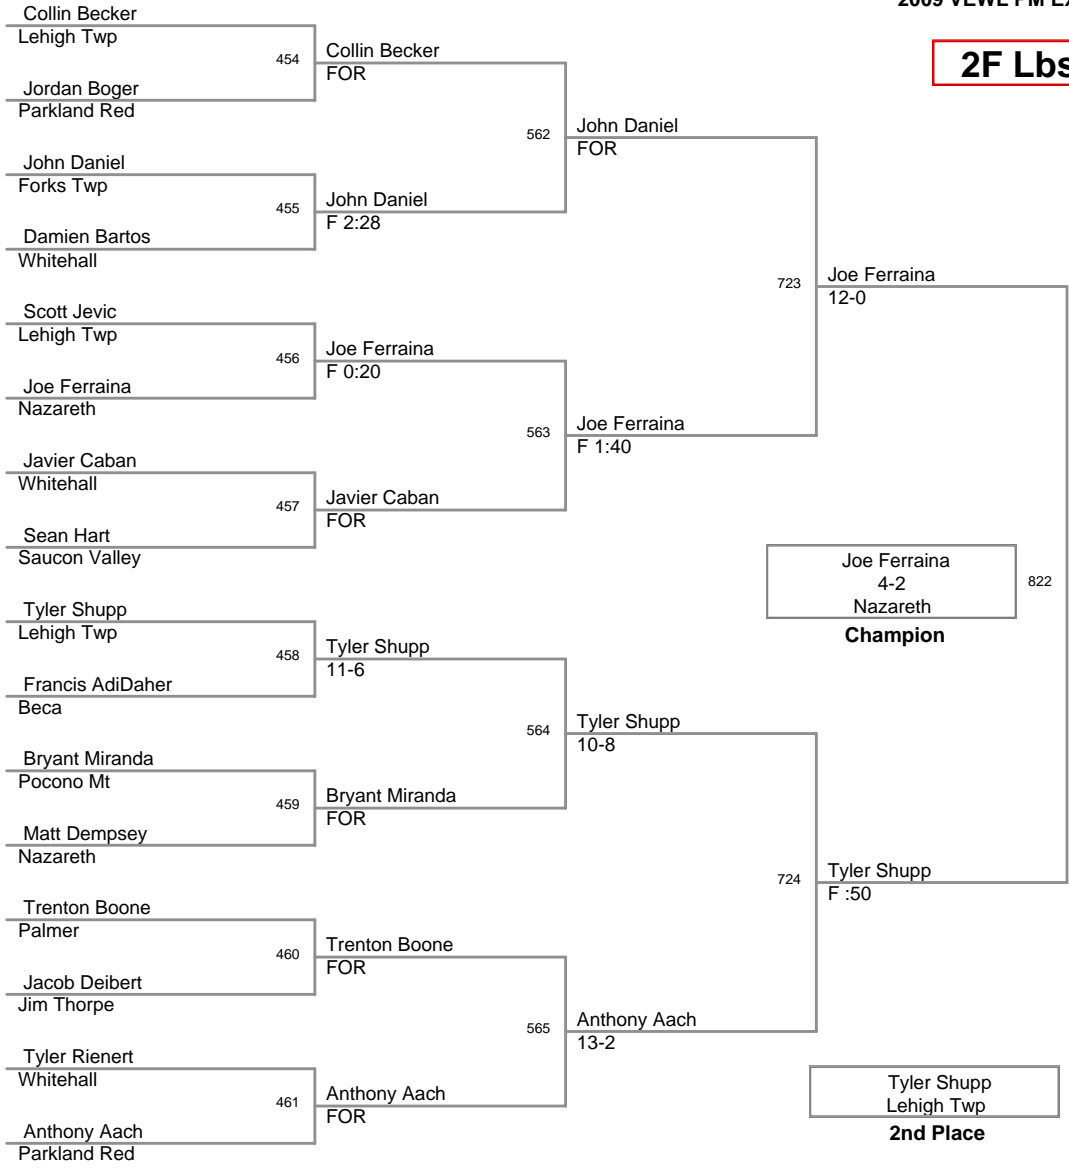 2009 VEWL PM Ex
2F Lbs
Collin Becker
Lehigh Twp
454
Jordan Boger
Parkland Red
Collin Becker
FOR
562
John Daniel
FOR
John Daniel
Forks Twp
455
Damien Bartos
Whitehall
John Daniel
F 2:28
723
Joe Ferraina
12-0
Scott Jevic
Lehigh Twp
456
Joe Ferraina
Nazareth
Joe Ferraina
F 0:20
563
Joe Ferraina
F 1:40
Javier Caban
Whitehall
457
Sean Hart
Saucon Valley
Javier Caban
FOR
Joe Ferraina
4-2
Nazareth
Champion
822
Tyler Shupp
Lehigh Twp
458
Francis AdiDaher
Beca
Tyler Shupp
11-6
564
Tyler Shupp
10-8
Bryant Miranda
Pocono Mt
459
Matt Dempsey
Nazareth
Bryant Miranda
FOR
724
Tyler Shupp
F :50
Trenton Boone
Palmer
460
Jacob Deibert
Jim Thorpe
Trenton Boone
FOR
565
Anthony Aach
13-2
Tyler Rienert
Whitehall
461
Anthony Aach
Parkland Red
Anthony Aach
FOR
Tyler Shupp
Lehigh Twp
2nd Place